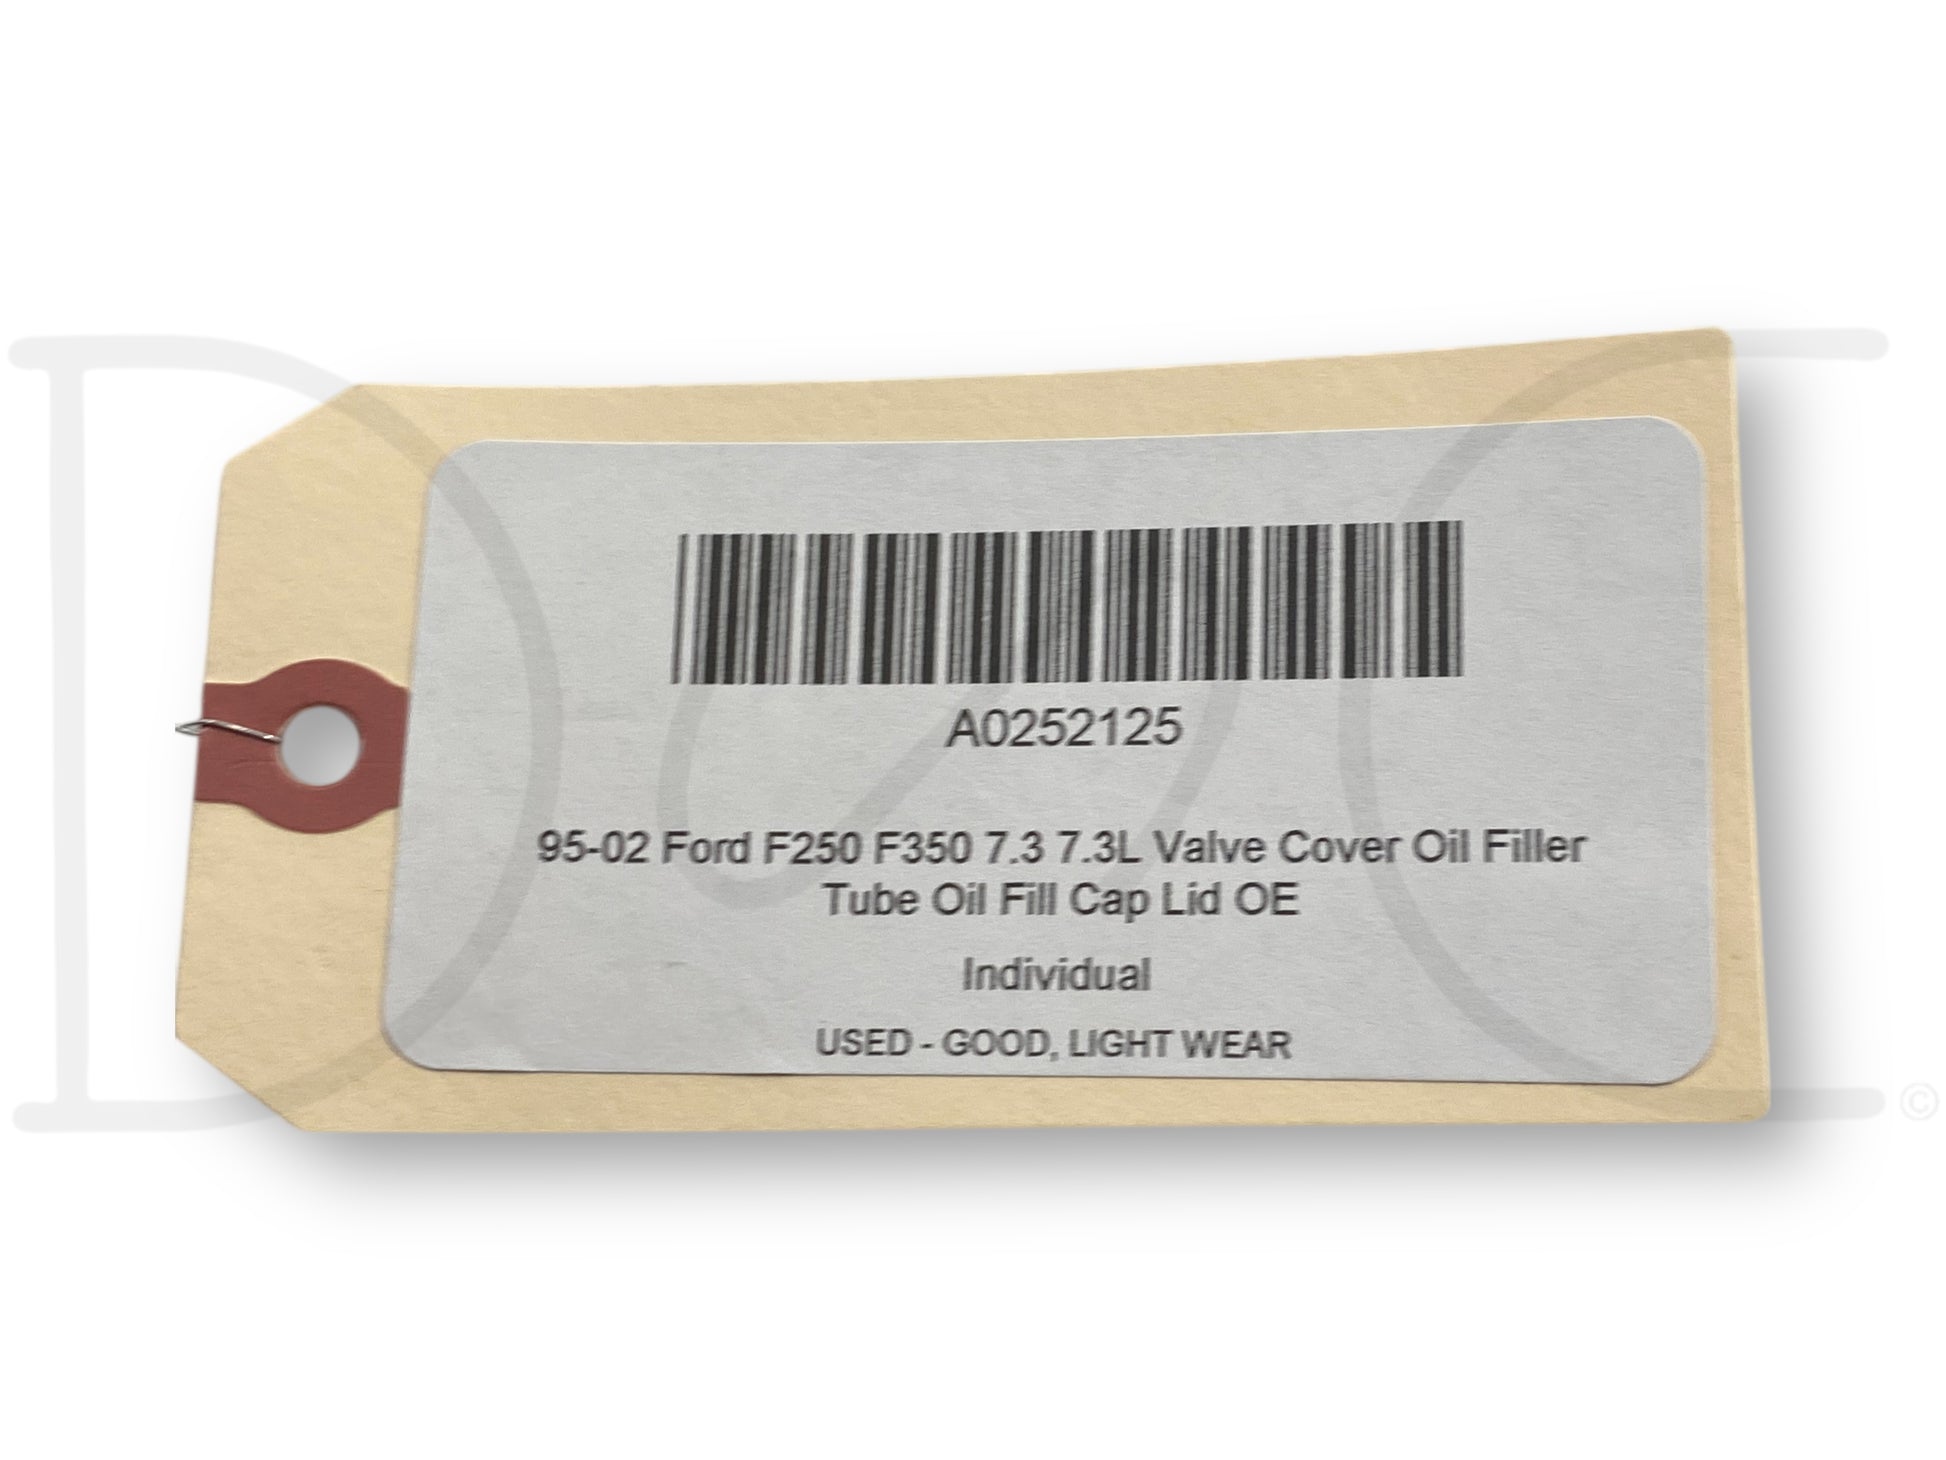 A0252125
95-02 Ford F250 F350 7.3 7.3L Valve Cover Oil Filler
Tube Oil Fill Cap Lid OE
Individual
USED - GOOD, LIGHT WEAR
©